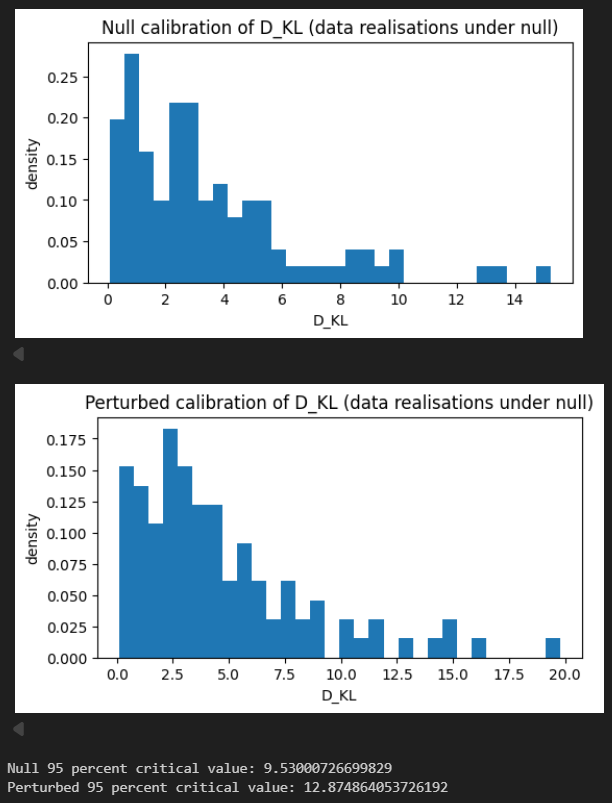 Null calibration of D_KL (data realisations under null)
0.25
0.20
0.15
0.10
0.05
0.00
density
0 2 4 6 8 10 12 14
D_KL
Perturbed calibration of D_KL (data realisations under null)
0.175
0.150
0.125
0.100
0.075
0.050
0.025
0.000
density
0.0 2.5 5.0 7.5 10.0 12.5 15.0 17.5 20.0
D_KL
Null 95 percent critical value: 9.53000726699829
Perturbed 95 percent critical value: 12.874864053726192